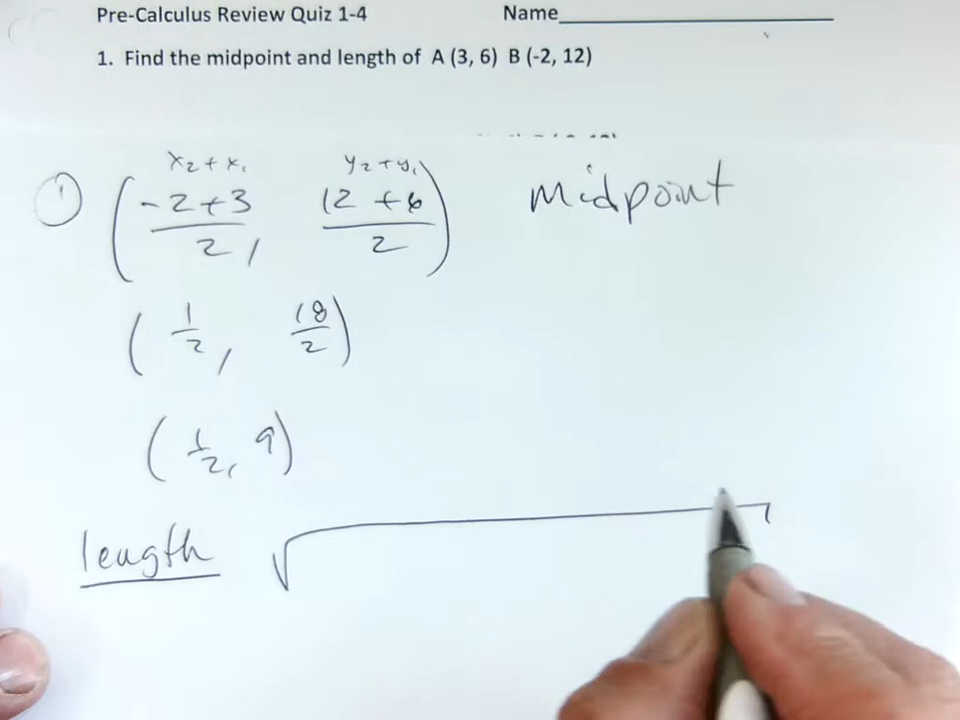 Pre-Calculus Review Quiz 1-4 Name
1. Find the midpoint and length of A (3, 6) B (-2, 12)
① ( x₂ + x₁ y₂ + y₁ ) midpoint
( -2+3 / 2 , 12 + 6 / 2 )
( 1/2 , 18/2 )
( 1/2, 9 )
length √